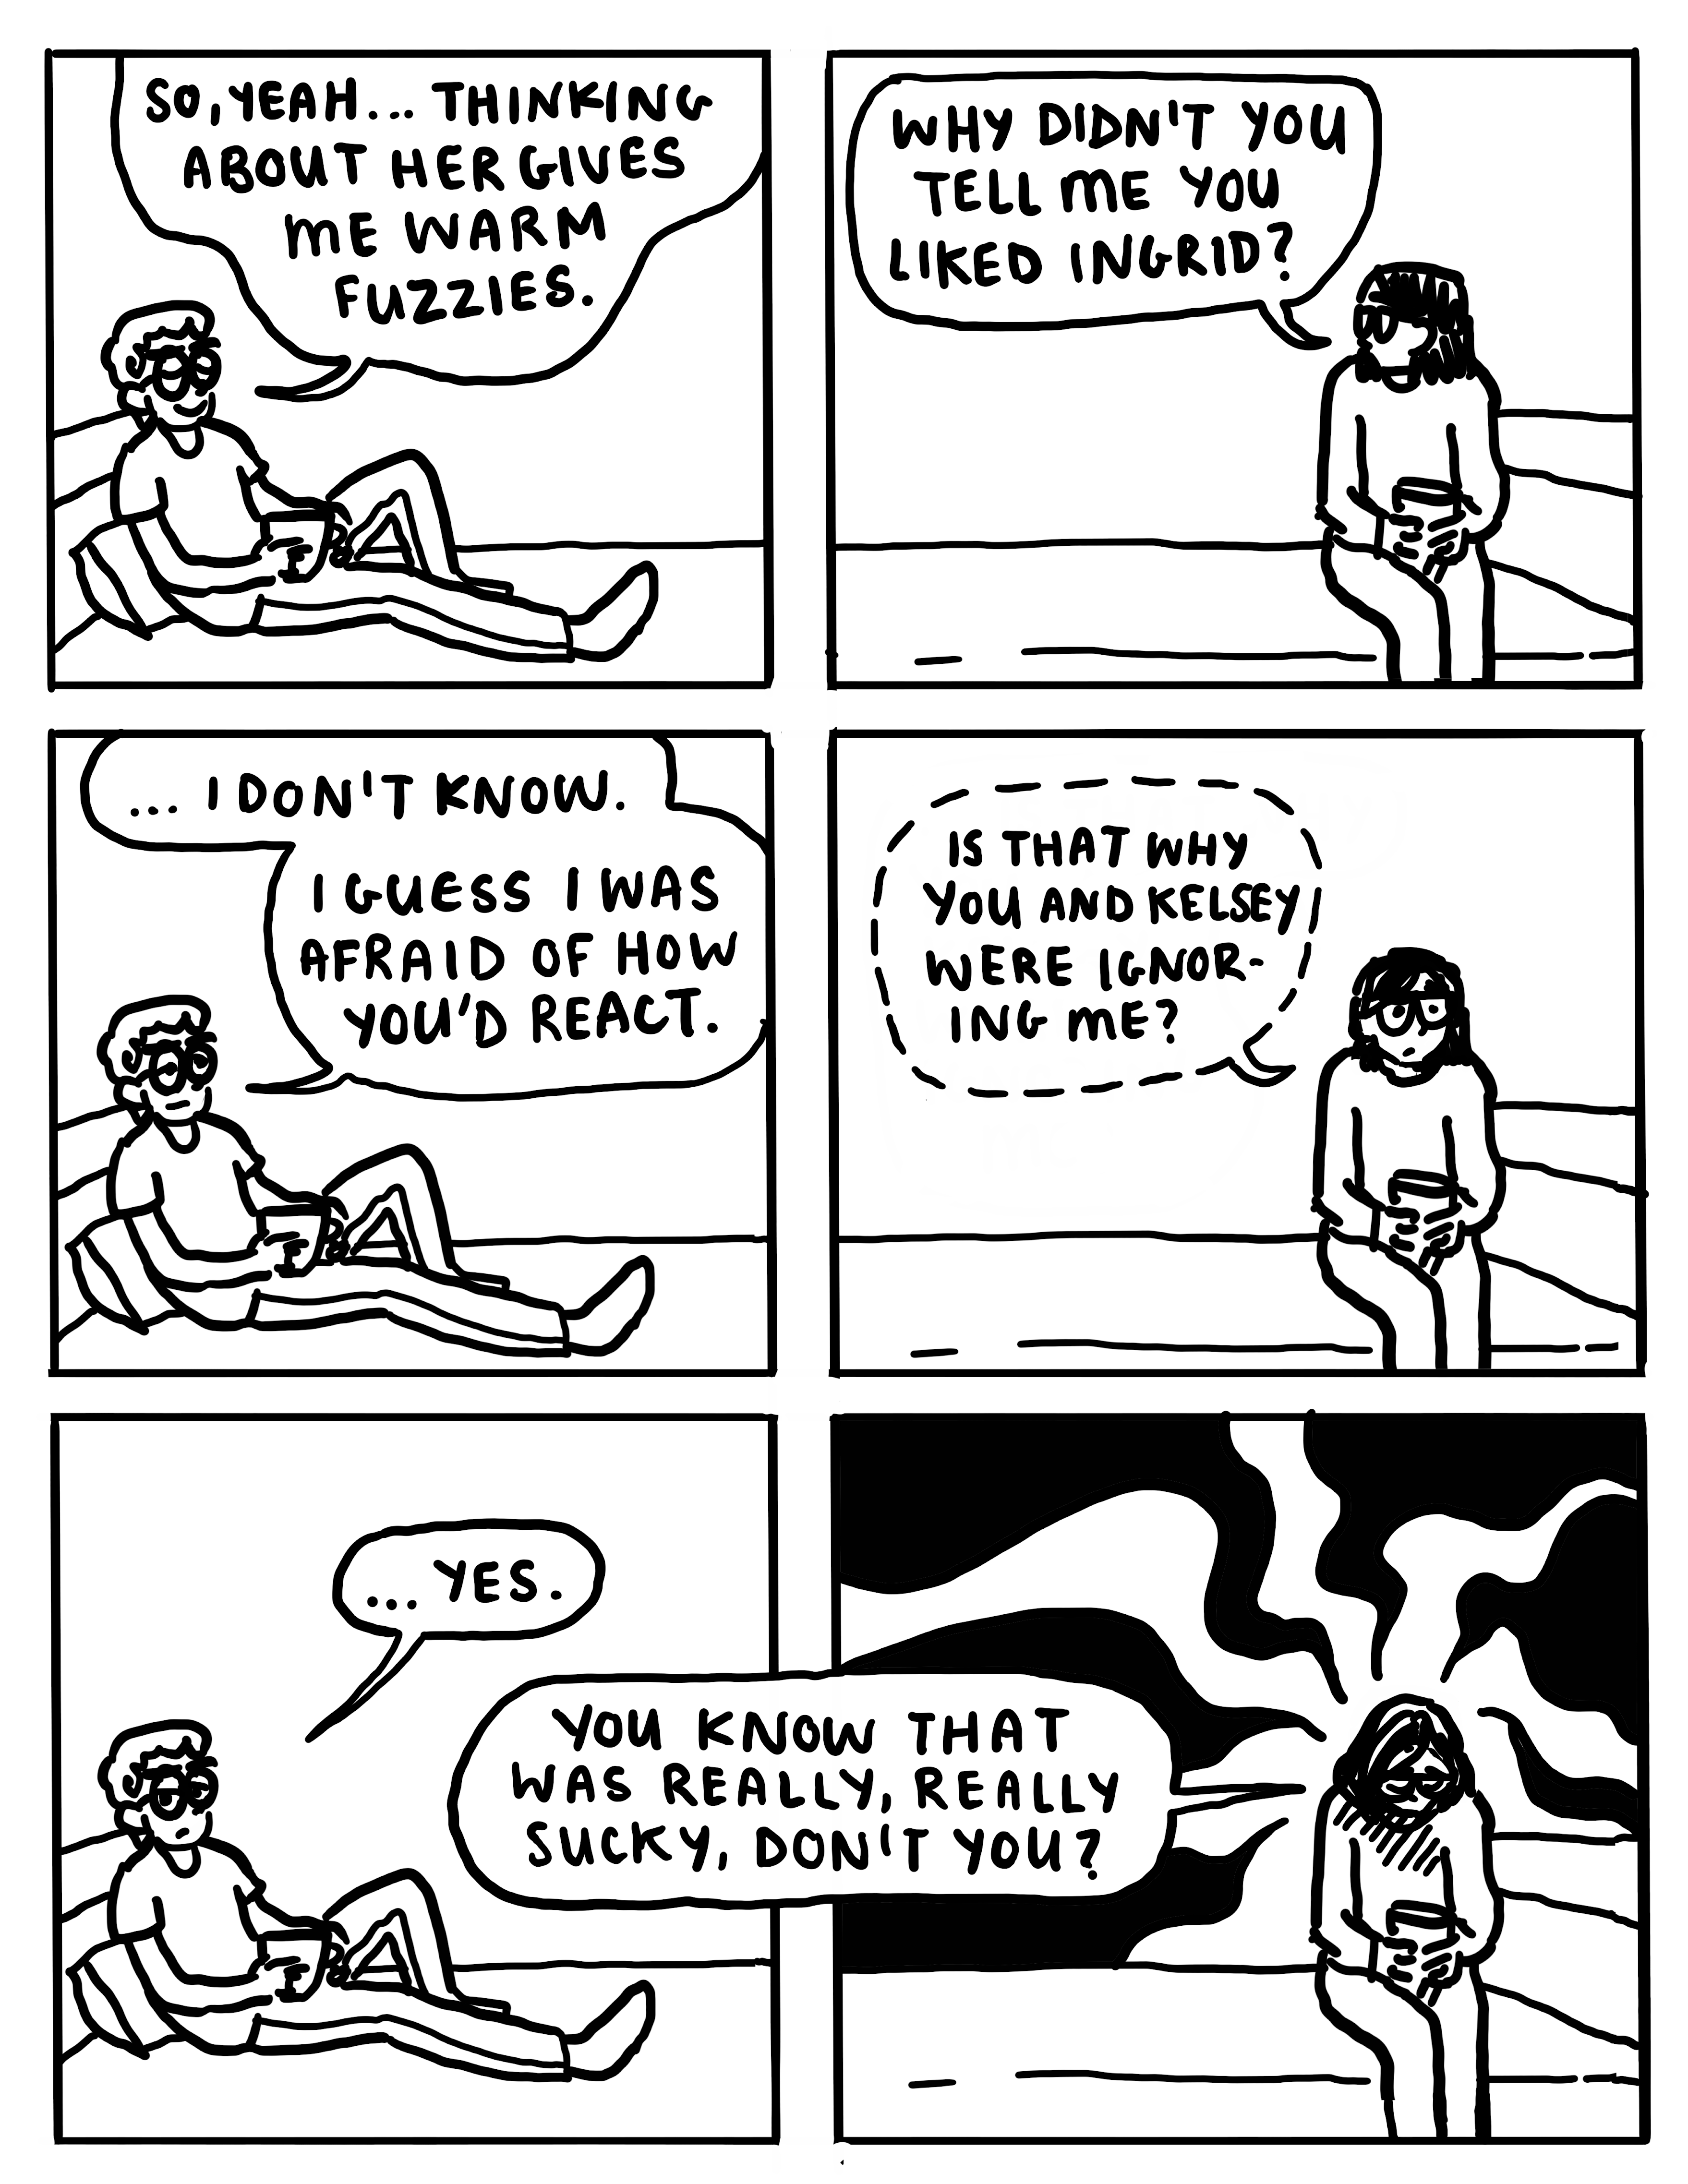 SO, YEAH... THINKING
ABOUT HER GIVES
ME WARM
FUZZIES.
WHY DIDN'T YOU
TELL ME YOU
LIKED INGRID?
... I DON'T KNOW.
I GUESS I WAS
AFRAID OF HOW
YOU'D REACT.
IS THAT WHY
YOU AND KELSEY
WERE IGNOR-
ING ME?
... YES.
YOU KNOW THAT
WAS REALLY, REALLY
SUCKY, DON'T YOU?